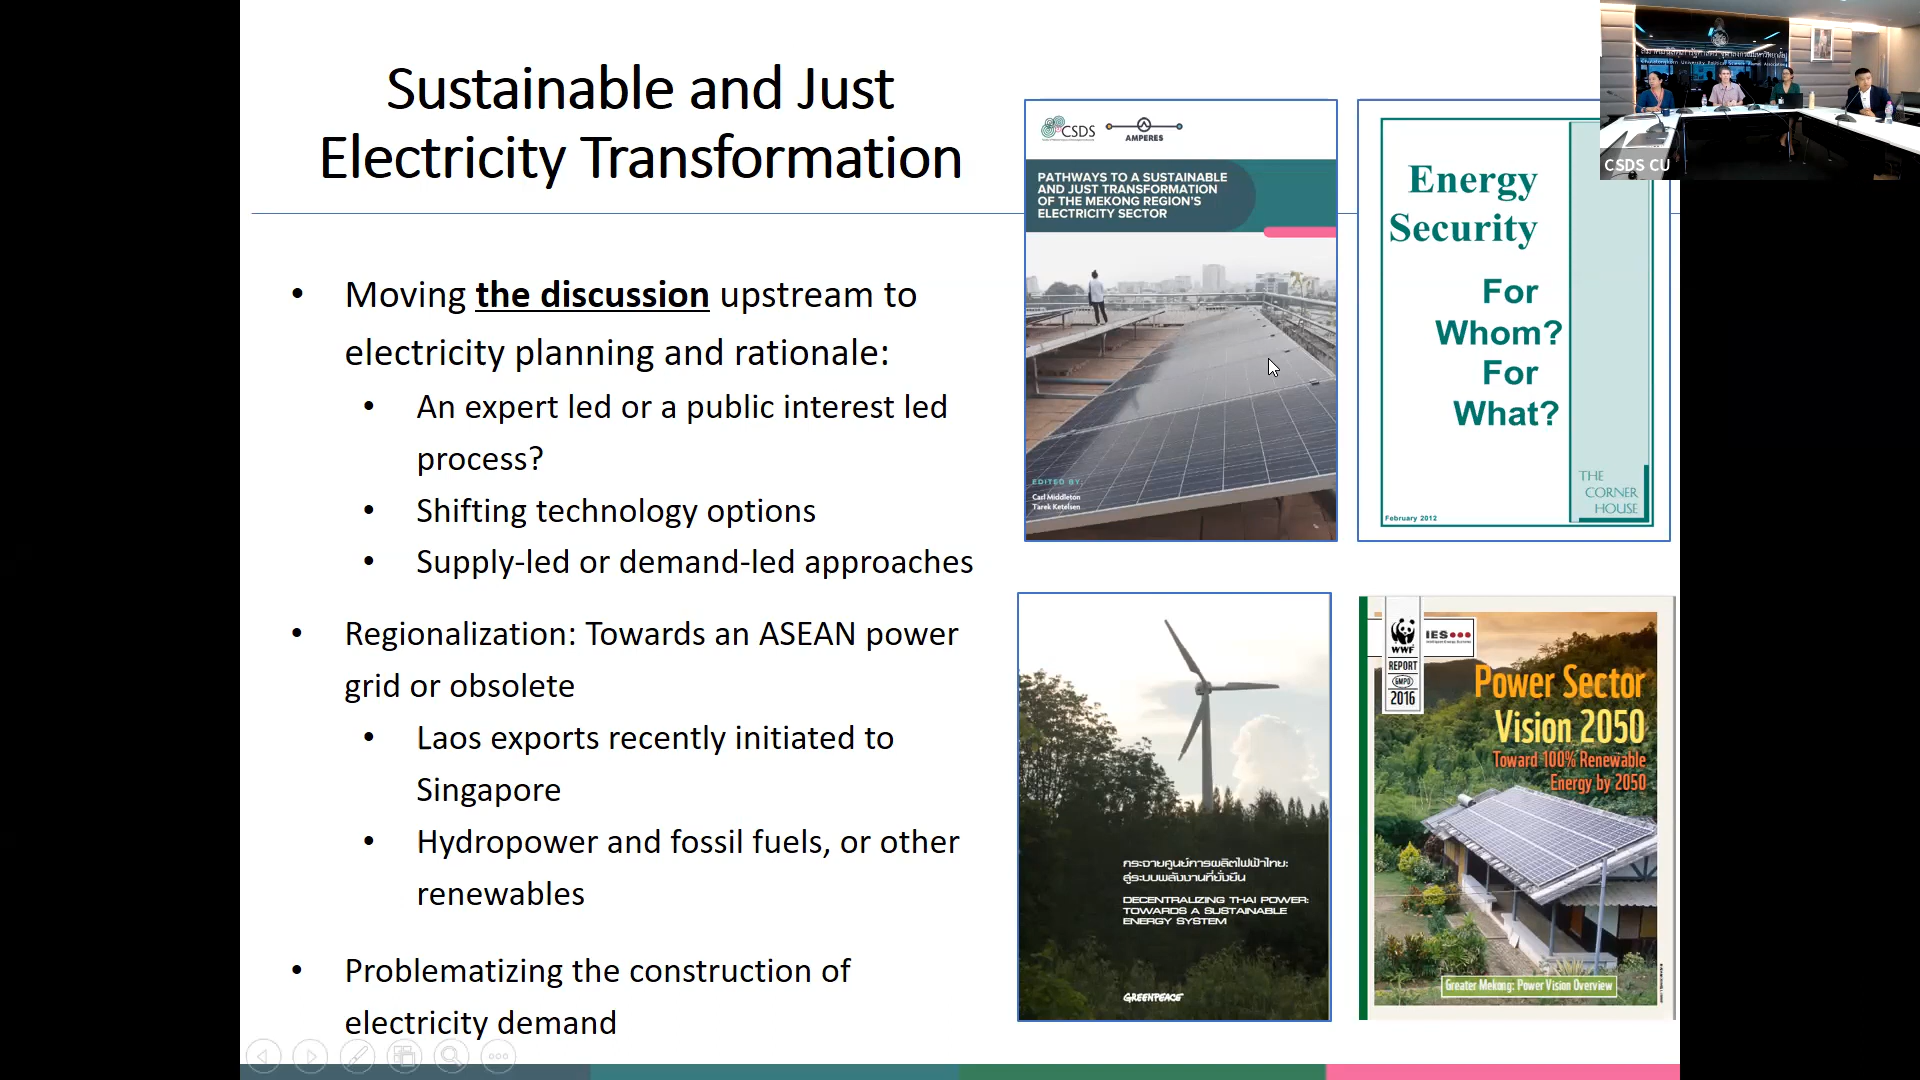 Sustainable and Just
Electricity Transformation
• Moving the discussion upstream to
electricity planning and rationale:
• An expert led or a public interest led
process?
• Shifting technology options
• Supply-led or demand-led approaches
• Regionalization: Towards an ASEAN power
grid or obsolete
• Laos exports recently initiated to
Singapore
• Hydropower and fossil fuels, or other
renewables
• Problematizing the construction of
electricity demand
CSDS
AMPERES
PATHWAYS TO A SUSTAINABLE
AND JUST TRANSFORMATION
OF THE MEKONG REGION'S
ELECTRICITY SECTOR
EDITED BY:
Carl Middleton
Tarek Ketelsen
Energy
Security
For
Whom?
For
What?
THE
CORNER
HOUSE
February 2012
กระจายศูนย์การผลิตไฟฟ้าไทย:
สู่ระบบพลังงานที่ยั่งยืน
DECENTRALIZING THAI POWER:
TOWARDS A SUSTAINABLE
ENERGY SYSTEM
GREENPEACE
WWF
IES
REPORT
GMPO
2016
Power Sector
Vision 2050
Toward 100% Renewable
Energy by 2050
Greater Mekong: Power Vision Overview
CSDS CU